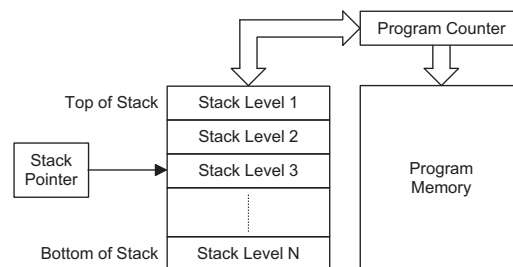 Program Counter
Top of Stack
Stack Level 1
Stack Level 2
Stack
Pointer
Stack Level 3
Program
Memory
Bottom of Stack
Stack Level N